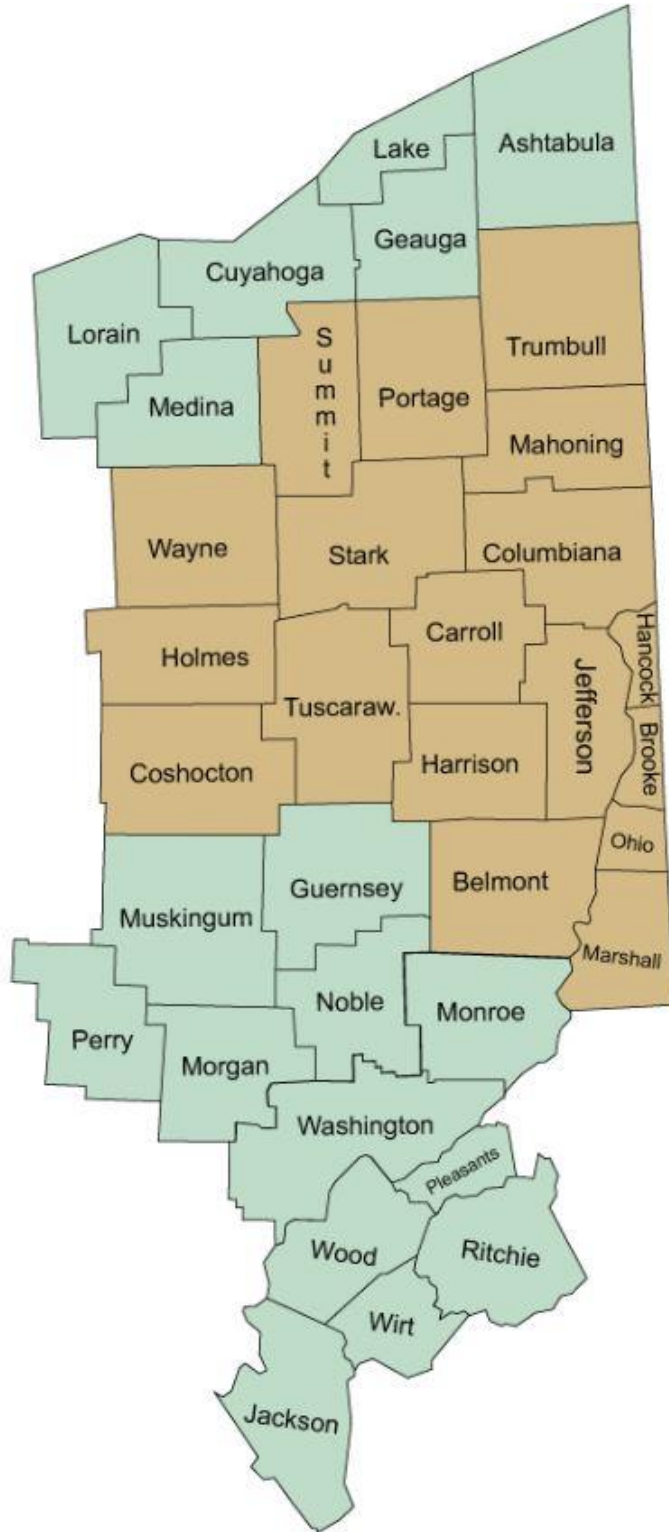 Ashtabula
Lake
Geauga
Cuyahoga
Lorain
Trumbull
Summit
Portage
Medina
Mahoning
Wayne
Stark
Columbiana
Hancock
Carroll
Holmes
Jefferson
Tuscaraw.
Brooke
Harrison
Coshocton
Ohio
Belmont
Guernsey
Muskingum
Marshall
Noble
Monroe
Perry
Morgan
Washington
Pleasants
Wood
Ritchie
Wirt
Jackson